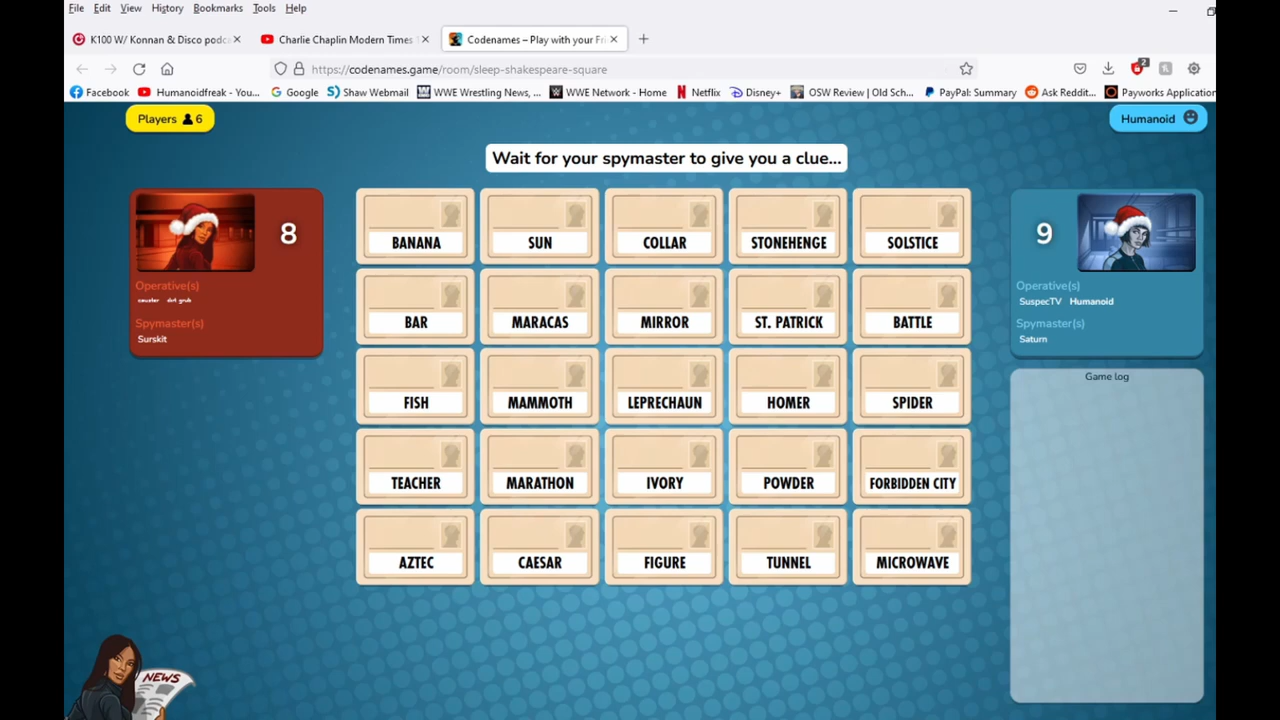 File Edit View History Bookmarks Tools Help
K100 W/ Konnan & Disco podca
Charlie Chaplin Modern Times
Codenames – Play with your Fri
https://codenames.game/room/sleep-shakespeare-square
2
Facebook Humanoidfreak - You... Google Shaw Webmail WWE Wrestling News, ... WWE Network - Home Netflix Disney+ OSW Review | Old Sch... PayPal: Summary Ask Reddit... Payworks Application
Players 6
Humanoid
Wait for your spymaster to give you a clue...
8
Operative(s)
dirt grub
Spymaster(s)
Surskit
BANANA SUN COLLAR STONEHENGE SOLSTICE
BAR MARACAS MIRROR ST. PATRICK BATTLE
FISH MAMMOTH LEPRECHAUN HOMER SPIDER
TEACHER MARATHON IVORY POWDER FORBIDDEN CITY
AZTEC CAESAR FIGURE TUNNEL MICROWAVE
9
Operative(s)
SuspecTV Humanoid
Spymaster(s)
Saturn
Game log
NEWS